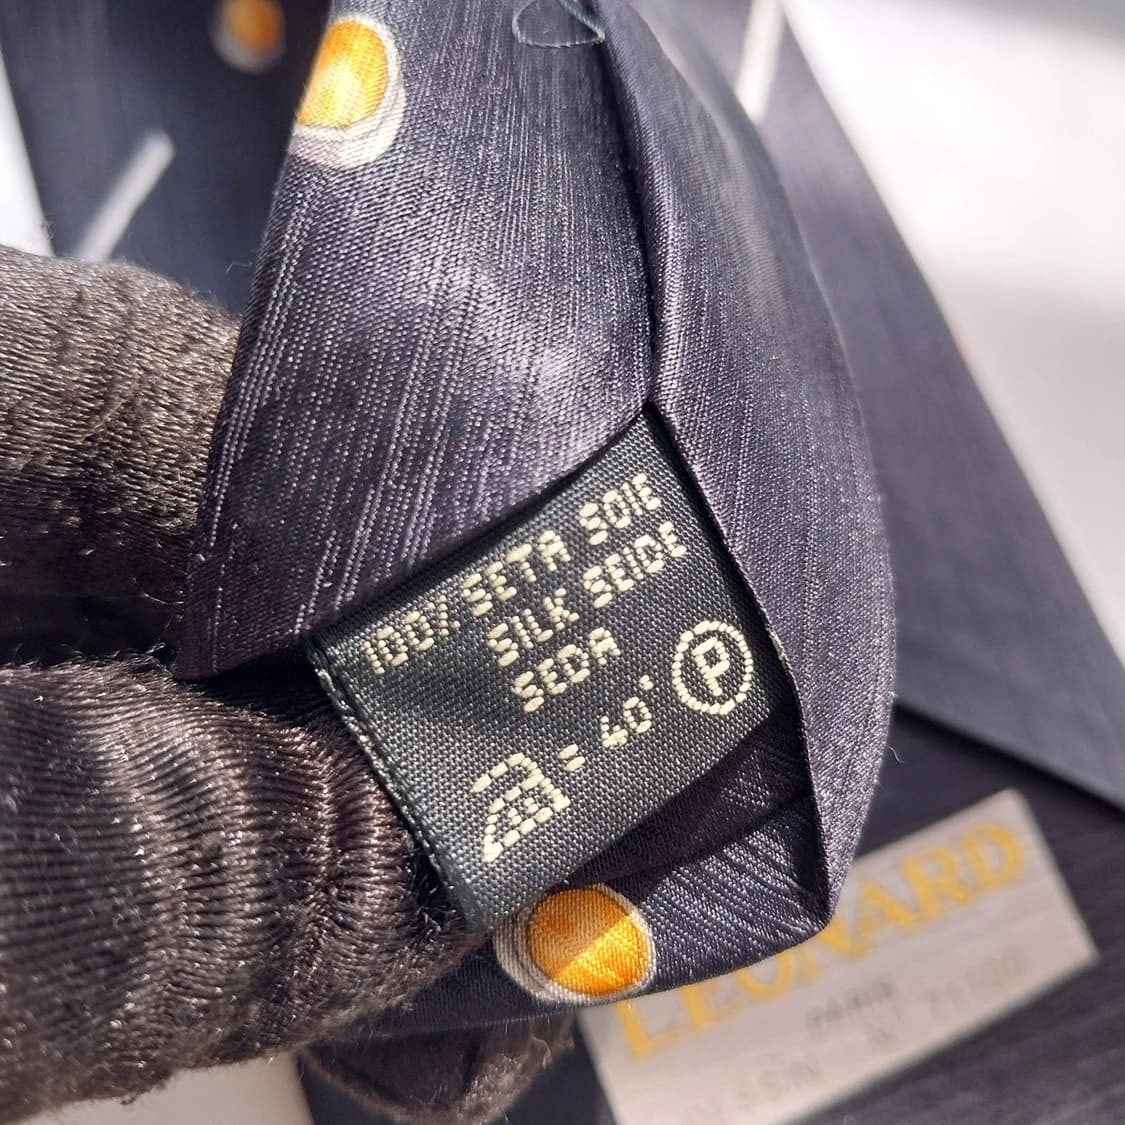 100% SETA SOIE
SILK SEIDE
SEDA
= 40° P
LEONARD
PARIS